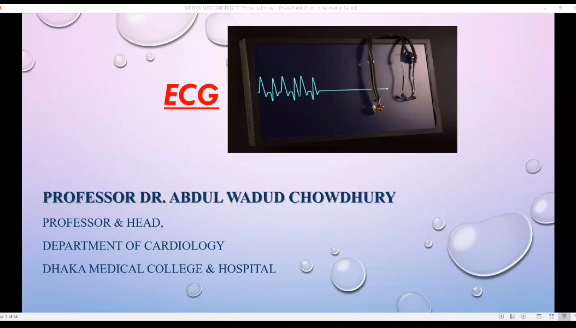 ECG
PROFESSOR DR. ABDUL WADUD CHOWDHURY
PROFESSOR & HEAD,
DEPARTMENT OF CARDIOLOGY
DHAKA MEDICAL COLLEGE & HOSPITAL